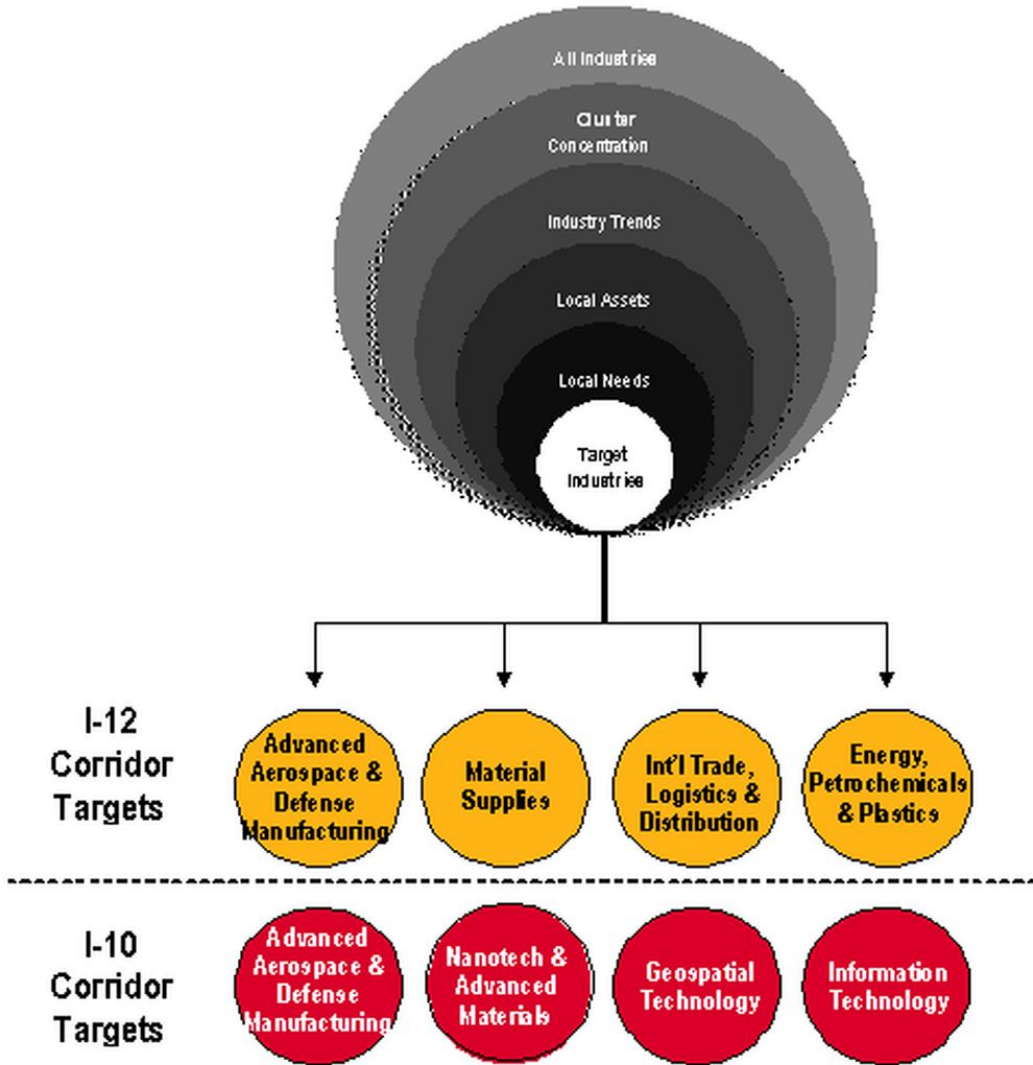 All Industries
Cluster
Concentration
Industry Trends
Local Assets
Local Needs
Target
Industries
I-12
Corridor
Targets
Advanced
Aerospace &
Defense
Manufacturing
Material
Supplies
Int'l Trade,
Logistics &
Distribution
Energy,
Petrochemicals
& Plastics
I-10
Corridor
Targets
Advanced
Aerospace &
Defense
Manufacturing
Nanotech &
Advanced
Materials
Geospatial
Technology
Information
Technology